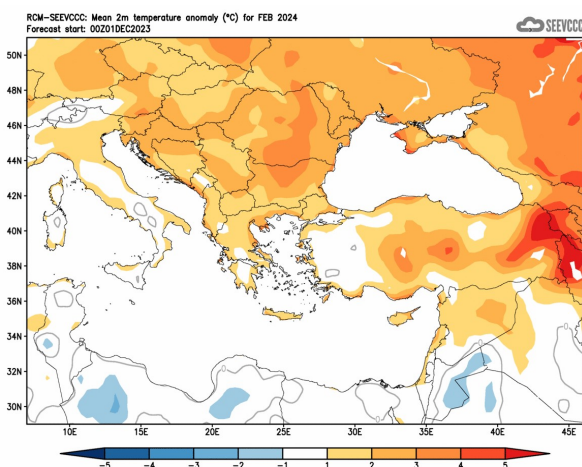 RCM-SEEVCCC: Mean 2m temperature anomaly (°C) for FEB 2024
Forecast start: 00Z01DEC2023
SEEVCCC
50N
48N
46N
44N
42N
40N
38N
36N
34N
32N
30N
10E 15E 20E 25E 30E 35E 40E 45E
-5 -4 -3 -2 -1 1 2 3 4 5